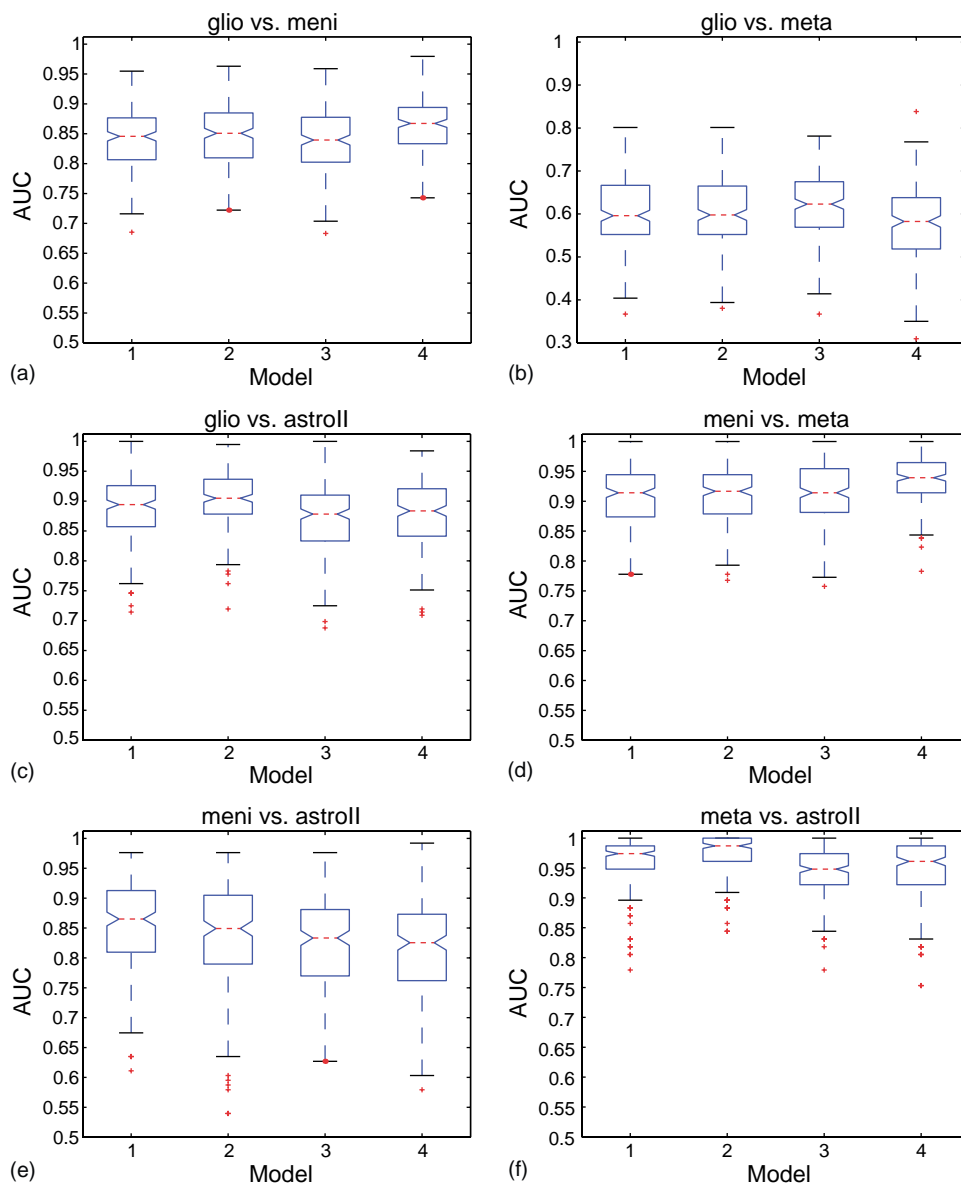 glio vs. meni
1
0.95
0.9
0.85
0.8
0.75
0.7
0.65
0.6
0.55
0.5
AUC
1 2 3 4
Model
(a)
glio vs. meta
1
0.9
0.8
0.7
0.6
0.5
0.4
0.3
AUC
1 2 3 4
Model
(b)
glio vs. astroII
1
0.95
0.9
0.85
0.8
0.75
0.7
0.65
0.6
0.55
0.5
AUC
1 2 3 4
Model
(c)
meni vs. meta
1
0.95
0.9
0.85
0.8
0.75
0.7
0.65
0.6
0.55
0.5
AUC
1 2 3 4
Model
(d)
meni vs. astroII
1
0.95
0.9
0.85
0.8
0.75
0.7
0.65
0.6
0.55
0.5
AUC
1 2 3 4
Model
(e)
meta vs. astroII
1
0.95
0.9
0.85
0.8
0.75
0.7
0.65
0.6
0.55
0.5
AUC
1 2 3 4
Model
(f)